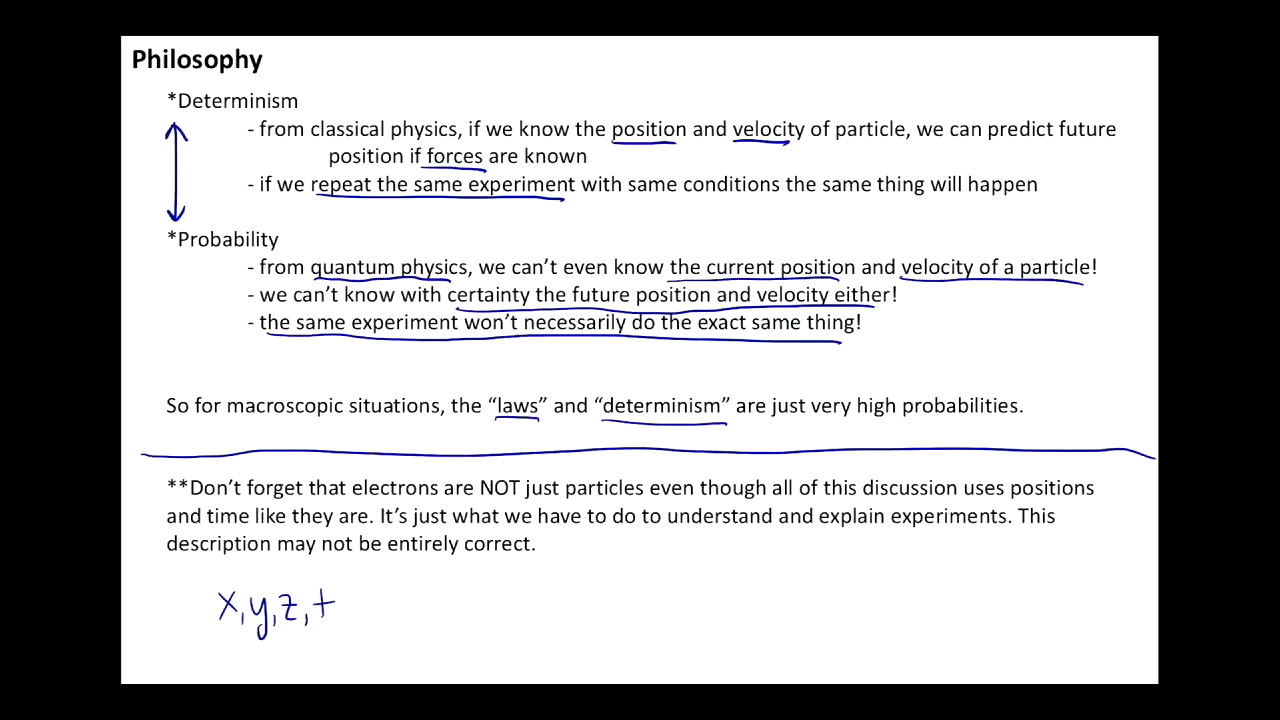 Philosophy
*Determinism
- from classical physics, if we know the position and velocity of particle, we can predict future
position if forces are known
- if we repeat the same experiment with same conditions the same thing will happen
*Probability
- from quantum physics, we can’t even know the current position and velocity of a particle!
- we can’t know with certainty the future position and velocity either!
- the same experiment won’t necessarily do the exact same thing!
So for macroscopic situations, the “laws” and “determinism” are just very high probabilities.
**Don’t forget that electrons are NOT just particles even though all of this discussion uses positions
and time like they are. It’s just what we have to do to understand and explain experiments. This
description may not be entirely correct.
x, y, z, t